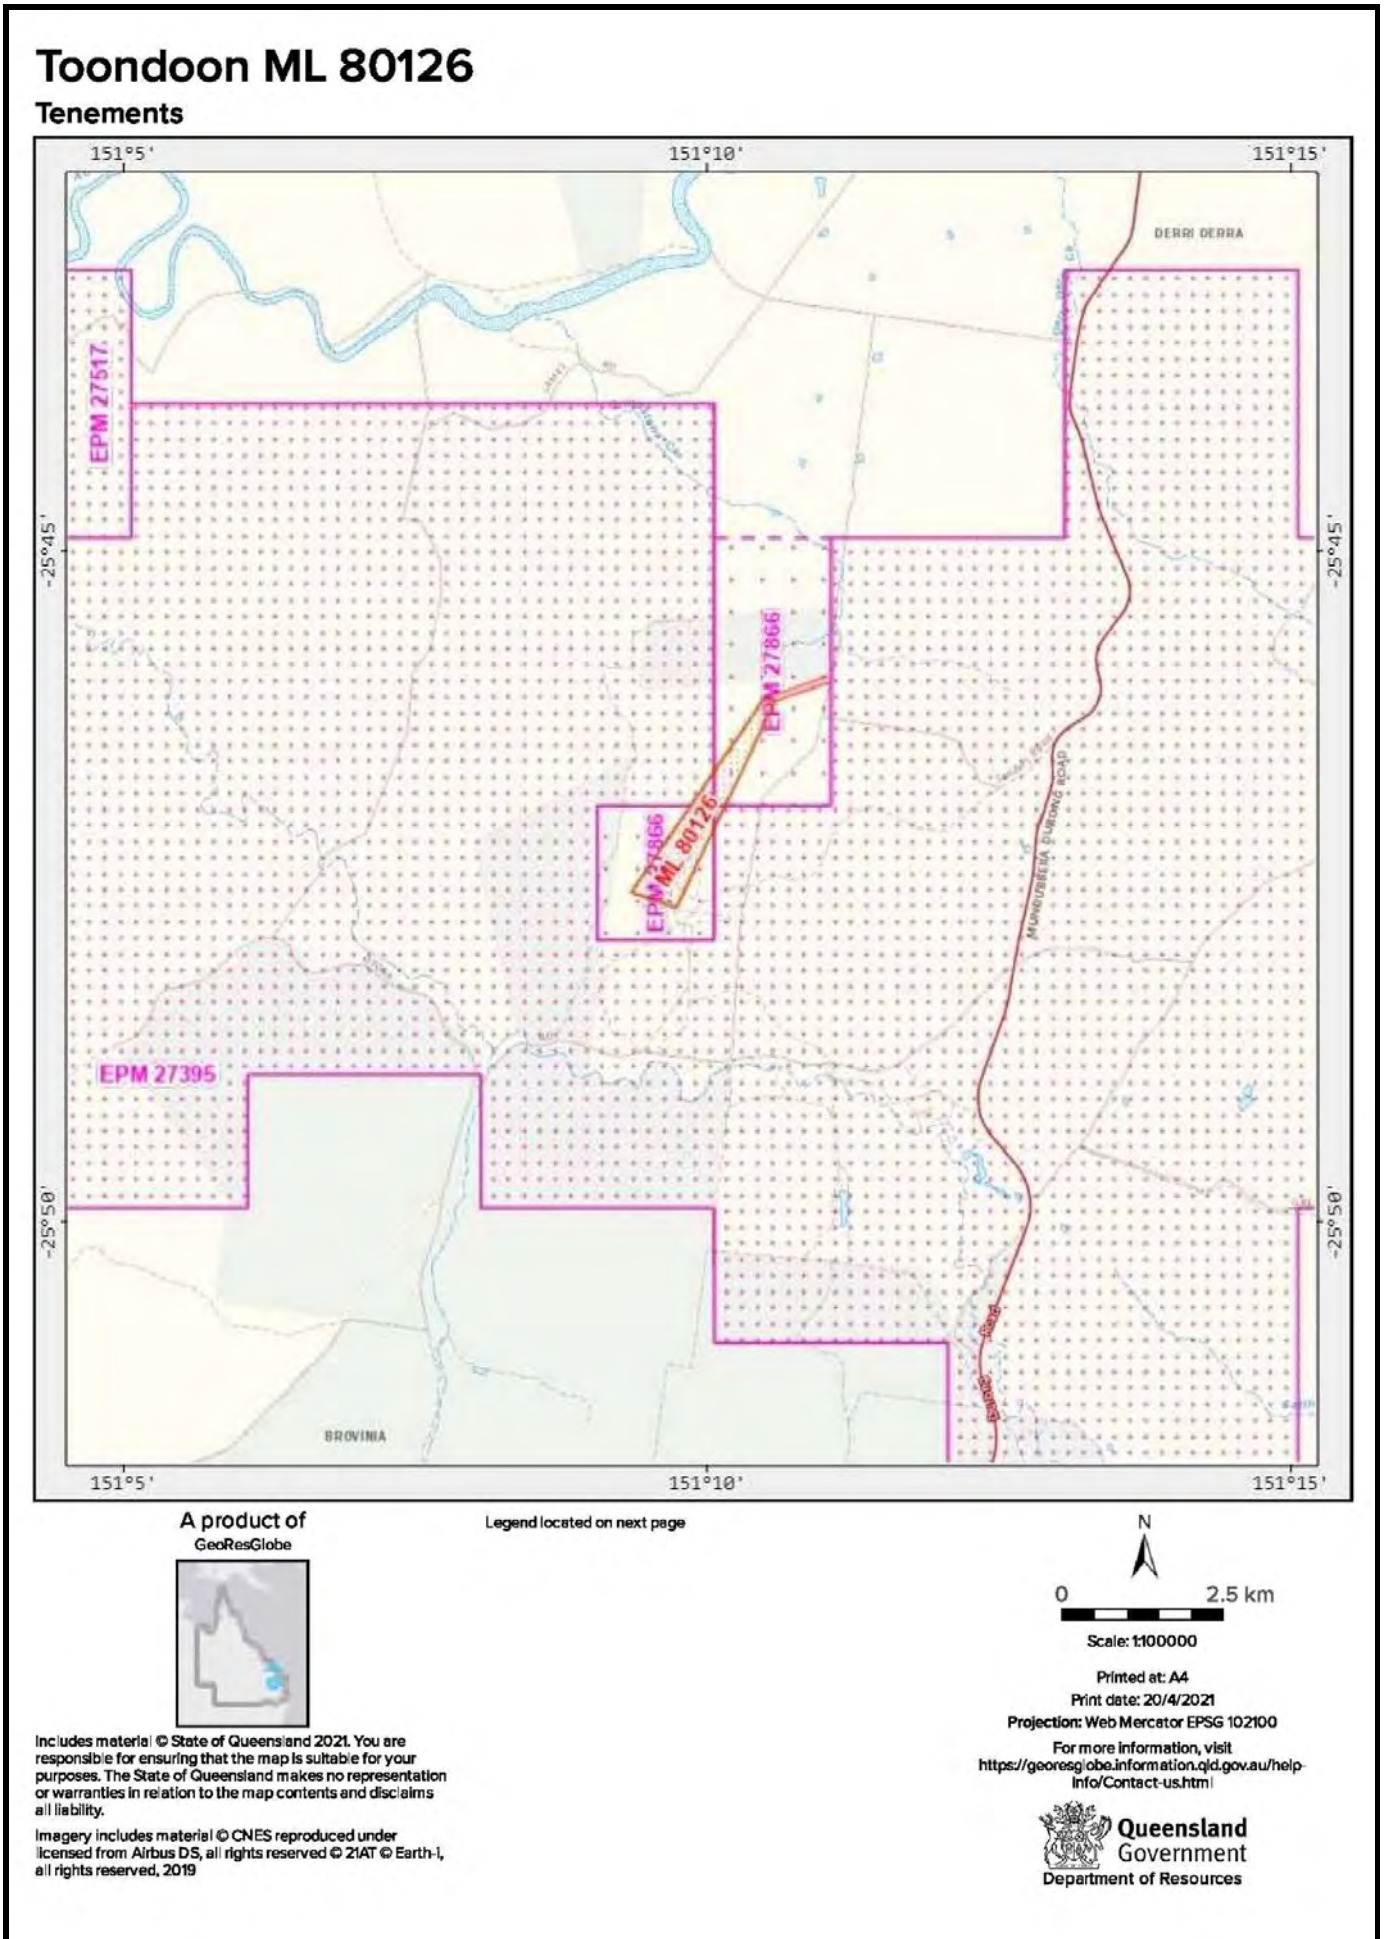 Toondoon ML 80126
Tenements
151°5'
151°10'
151°15'
DERRI DERRA
EPM 27517
-25°45'
-25°45'
EPM 27866
MUNDUBBERA DURONG ROAD
ML 80126
EPM 27866
EPM 27395
-25°50'
-25°50'
Road
BROVINIA
151°5'
151°10'
151°15'
A product of
GeoResGlobe
Legend located on next page
N
0 2.5 km
Scale: 1:100000
Printed at: A4
Print date: 20/4/2021
Projection: Web Mercator EPSG 102100
For more information, visit
https://georesglobe.information.qld.gov.au/help-
info/Contact-us.html
Includes material © State of Queensland 2021. You are
responsible for ensuring that the map is suitable for your
purposes. The State of Queensland makes no representation
or warranties in relation to the map contents and disclaims
all liability.
Imagery includes material © CNES reproduced under
licensed from Airbus DS, all rights reserved © 21AT © Earth-i,
all rights reserved, 2019
Queensland
Government
Department of Resources